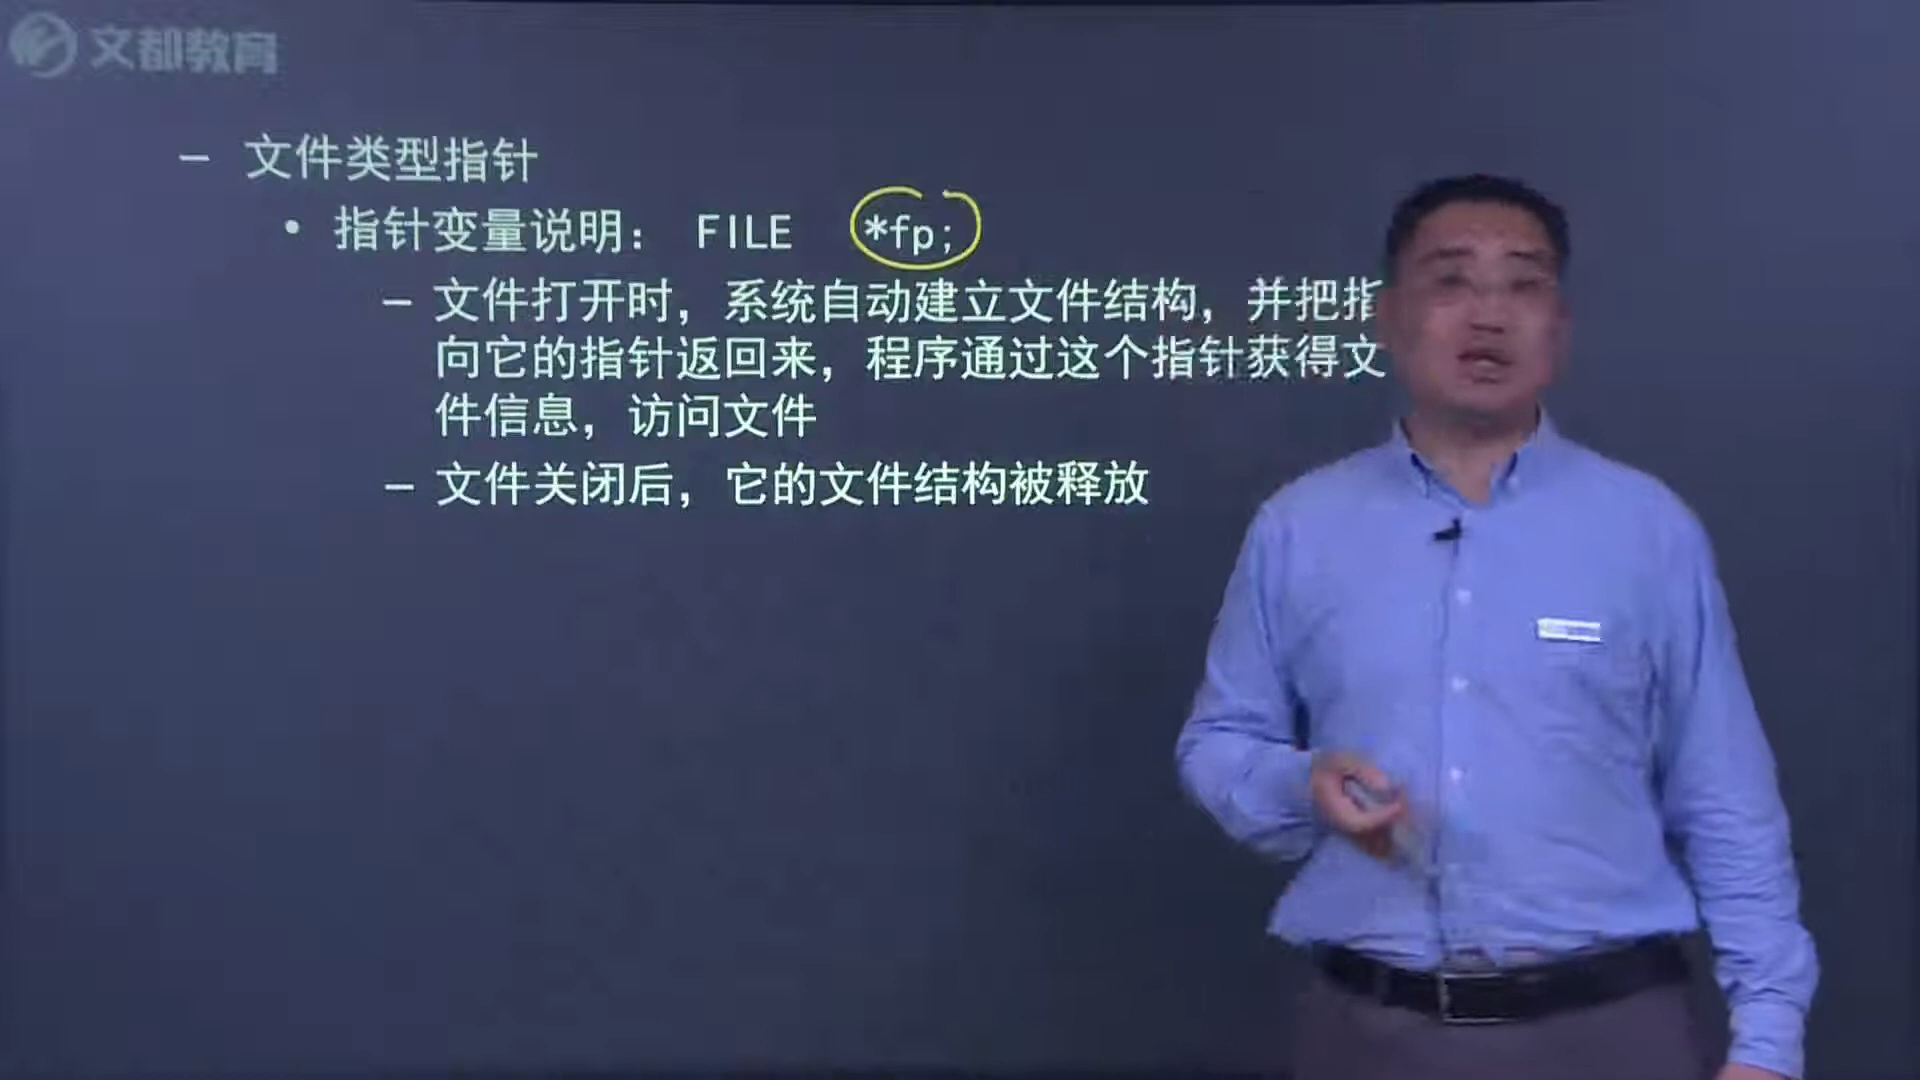 文都教育
– 文件类型指针
• 指针变量说明： FILE *fp;
– 文件打开时，系统自动建立文件结构，并把指
向它的指针返回来，程序通过这个指针获得文
件信息，访问文件
– 文件关闭后，它的文件结构被释放